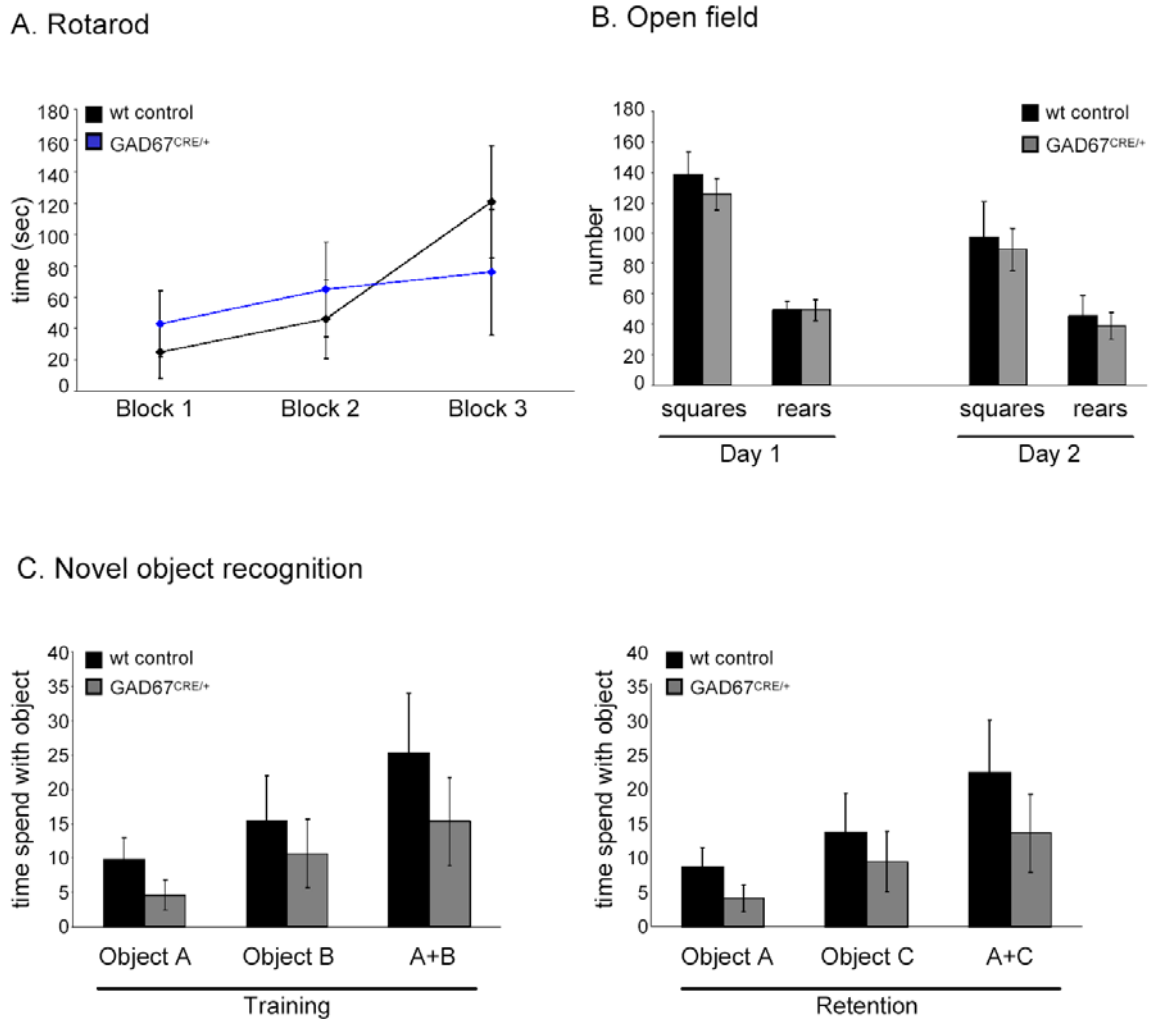 A. Rotarod
wt control
GAD67CRE/+
time (sec)
180
160
140
120
100
80
60
40
20
0
Block 1 Block 2 Block 3
B. Open field
wt control
GAD67CRE/+
number
180
160
140
120
100
80
60
40
20
0
squares rears squares rears
Day 1 Day 2
C. Novel object recognition
wt control
GAD67CRE/+
time spend with object
40
35
30
25
20
15
10
5
0
Object A Object B A+B
Training
wt control
GAD67CRE/+
time spend with object
40
35
30
25
20
15
10
5
0
Object A Object C A+C
Retention